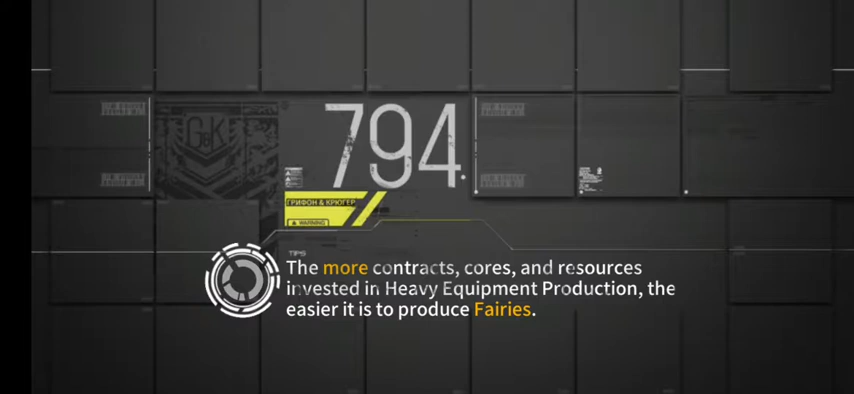 G&K
794.
ГРИФОН & КРЮГЕР
WARNING
TIPS
The more contracts, cores, and resources
invested in Heavy Equipment Production, the
easier it is to produce Fairies.